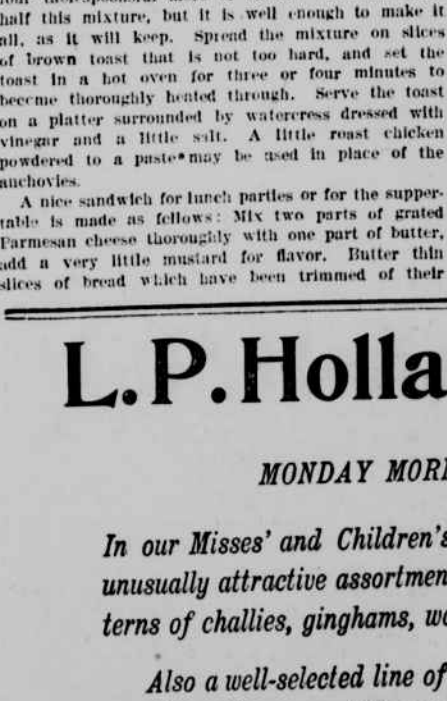 half this mixture, but it is well enough to make it
all, as it will keep. Spread the mixture on slices
of brown toast that is not too hard, and set the
toast in a hot oven for three or four minutes to
become thoroughly heated through. Serve the toast
on a platter surrounded by watercress dressed with
vinegar and a little salt. A little roast chicken
powdered to a paste may be used in place of the
anchovies.
A nice sandwich for lunch parties or for the supper-
table is made as follows: Mix two parts of grated
Parmesan cheese thoroughly with one part of butter,
add a very little mustard for flavor. Butter thin
slices of bread which have been trimmed of their
L.P.Holla
MONDAY MOR
In our Misses' and Children's
unusually attractive assortmen
terns of challies, ginghams, w
Also a well-selected line of